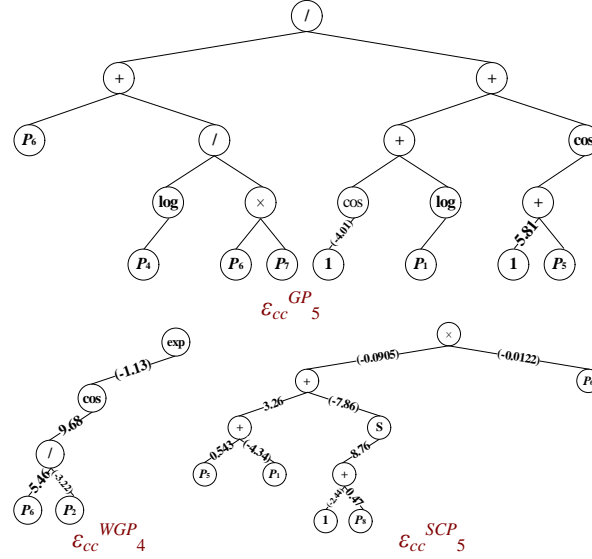 /
+ +
P6 / + cos
log × cos log +
(-4.01) -5.81
P4 P6 P7 1 P1 1 P5
εcc GP 5
exp
(-1.13)
cos
9.68
/
5.46 (-3.22)
P6 P2
εcc WGP 4
×
(-0.0905) -0.0122)
+
3.26 (-7.86)
+ S
0.543 (-4.34) 8.76
P5 P1 +
(-2.44) 0.47
1 P8
εcc SCP 5